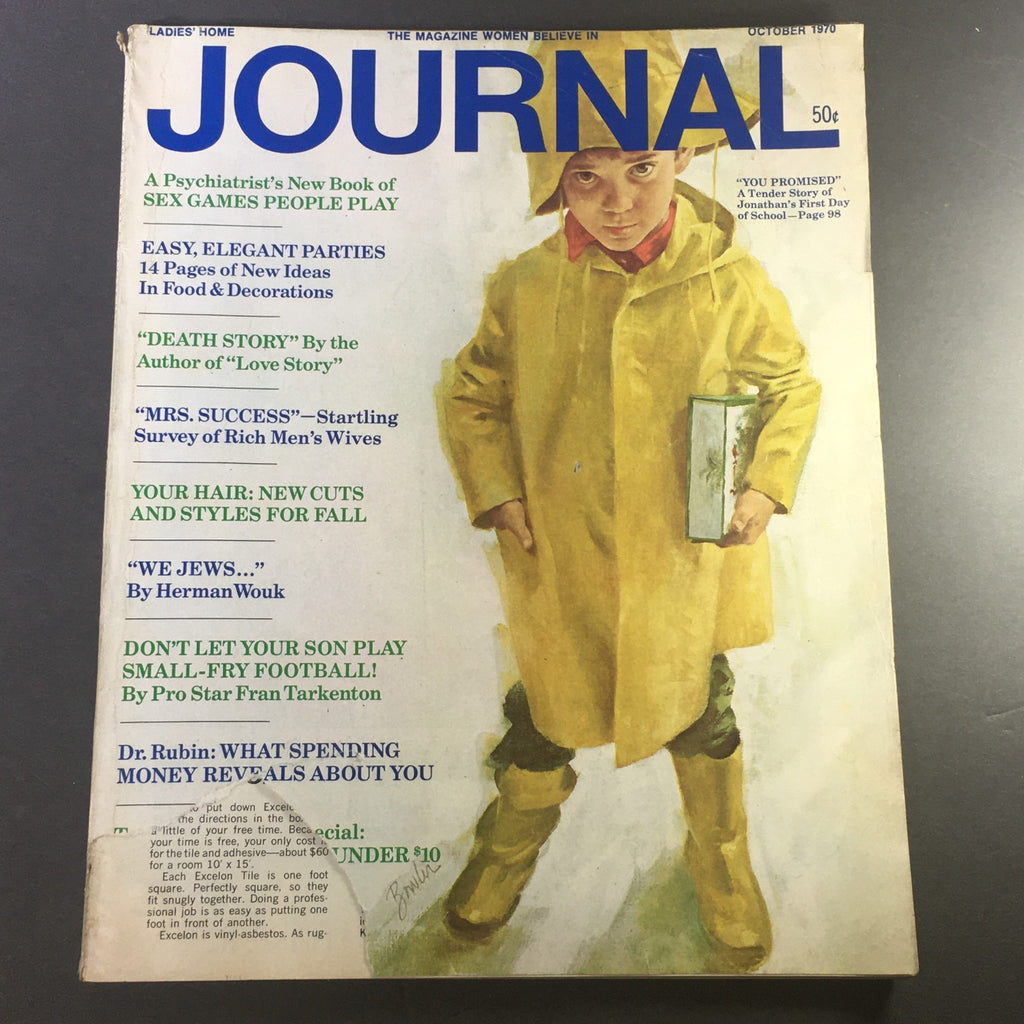 LADIES' HOME
THE MAGAZINE WOMEN BELIEVE IN
OCTOBER 1970
JOURNAL
50¢
A Psychiatrist's New Book of
SEX GAMES PEOPLE PLAY
"YOU PROMISED"
A Tender Story of
Jonathan's First Day
of School—Page 98
EASY, ELEGANT PARTIES
14 Pages of New Ideas
In Food & Decorations
"DEATH STORY" By the
Author of "Love Story"
"MRS. SUCCESS"—Startling
Survey of Rich Men's Wives
YOUR HAIR: NEW CUTS
AND STYLES FOR FALL
"WE JEWS..."
By Herman Wouk
DON'T LET YOUR SON PLAY
SMALL-FRY FOOTBALL!
By Pro Star Fran Tarkenton
Dr. Rubin: WHAT SPENDING
MONEY REVEALS ABOUT YOU
T ecial:
UNDER $10
put down Excelo
the directions in the bo
a little of your free time. Because
your time is free, your only cost
for the tile and adhesive—about $60
for a room 10' x 15'.
Each Excelon Tile is one foot
square. Perfectly square, so they
fit snugly together. Doing a profes-
sional job is as easy as putting one
foot in front of another.
Excelon is vinyl-asbestos. As rug-
K
Bowler